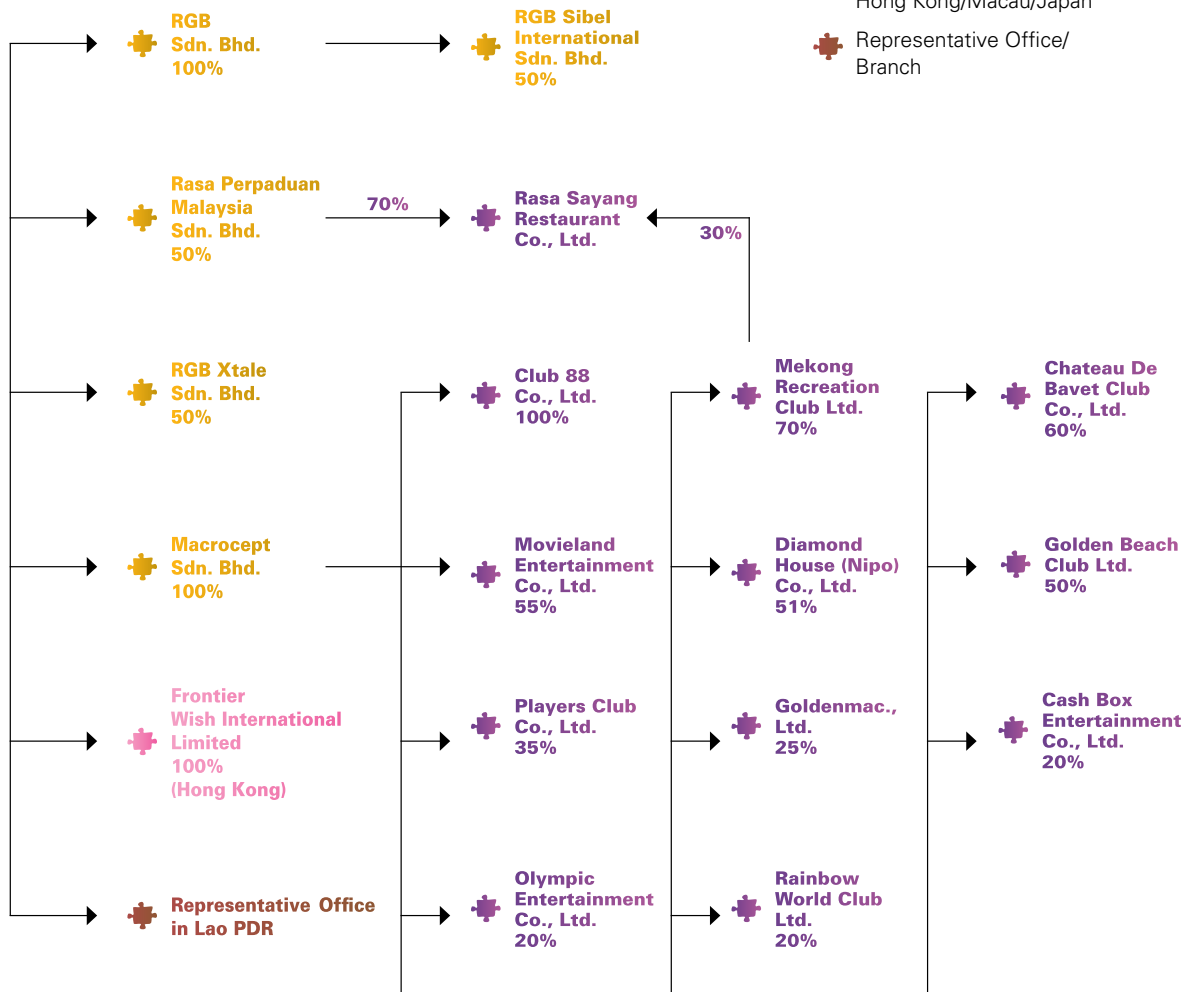 Hong Kong/Macau/Japan
Representative Office/
Branch
RGB
Sdn. Bhd.
100%
RGB Sibel
International
Sdn. Bhd.
50%
Rasa Perpaduan
Malaysia
Sdn. Bhd.
50%
70%
Rasa Sayang
Restaurant
Co., Ltd.
30%
RGB Xtale
Sdn. Bhd.
50%
Club 88
Co., Ltd.
100%
Mekong
Recreation
Club Ltd.
70%
Chateau De
Bavet Club
Co., Ltd.
60%
Macrocept
Sdn. Bhd.
100%
Movieland
Entertainment
Co., Ltd.
55%
Diamond
House (Nipo)
Co., Ltd.
51%
Golden Beach
Club Ltd.
50%
Frontier
Wish International
Limited
100%
(Hong Kong)
Players Club
Co., Ltd.
35%
Goldenmac.,
Ltd.
25%
Cash Box
Entertainment
Co., Ltd.
20%
Representative Office
in Lao PDR
Olympic
Entertainment
Co., Ltd.
20%
Rainbow
World Club
Ltd.
20%